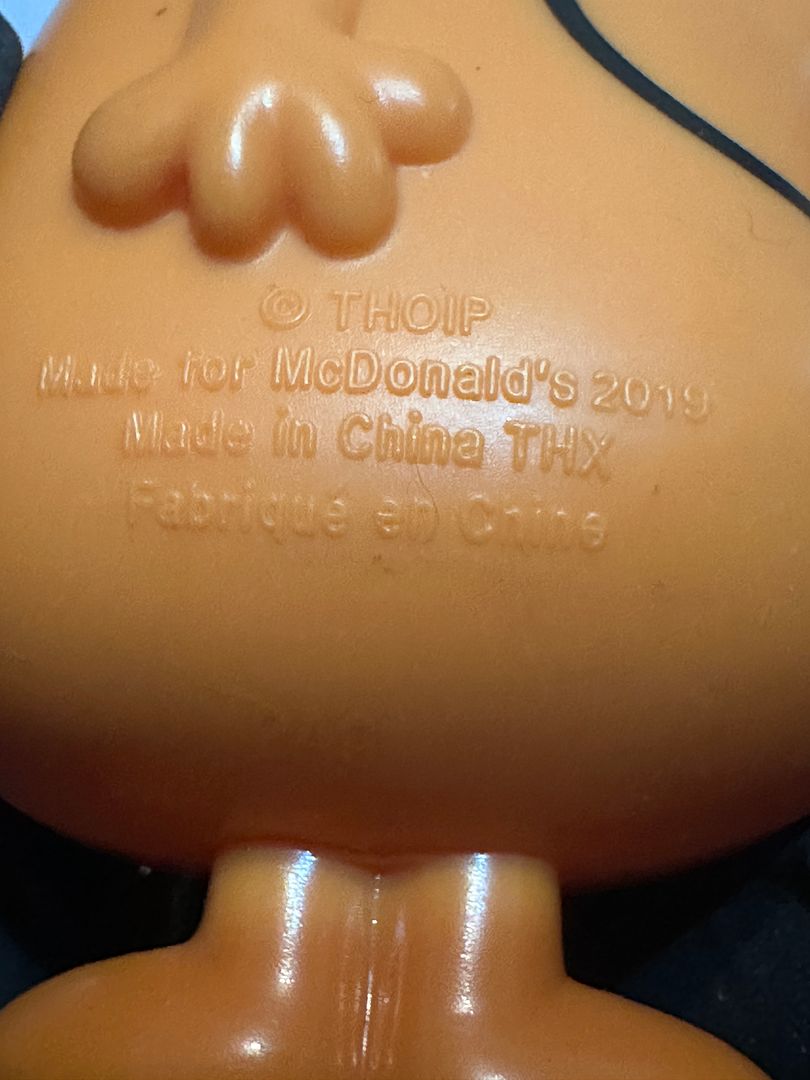 © THOIP
Made for McDonald's 2019
Made in China THX
Fabriqué en Chine